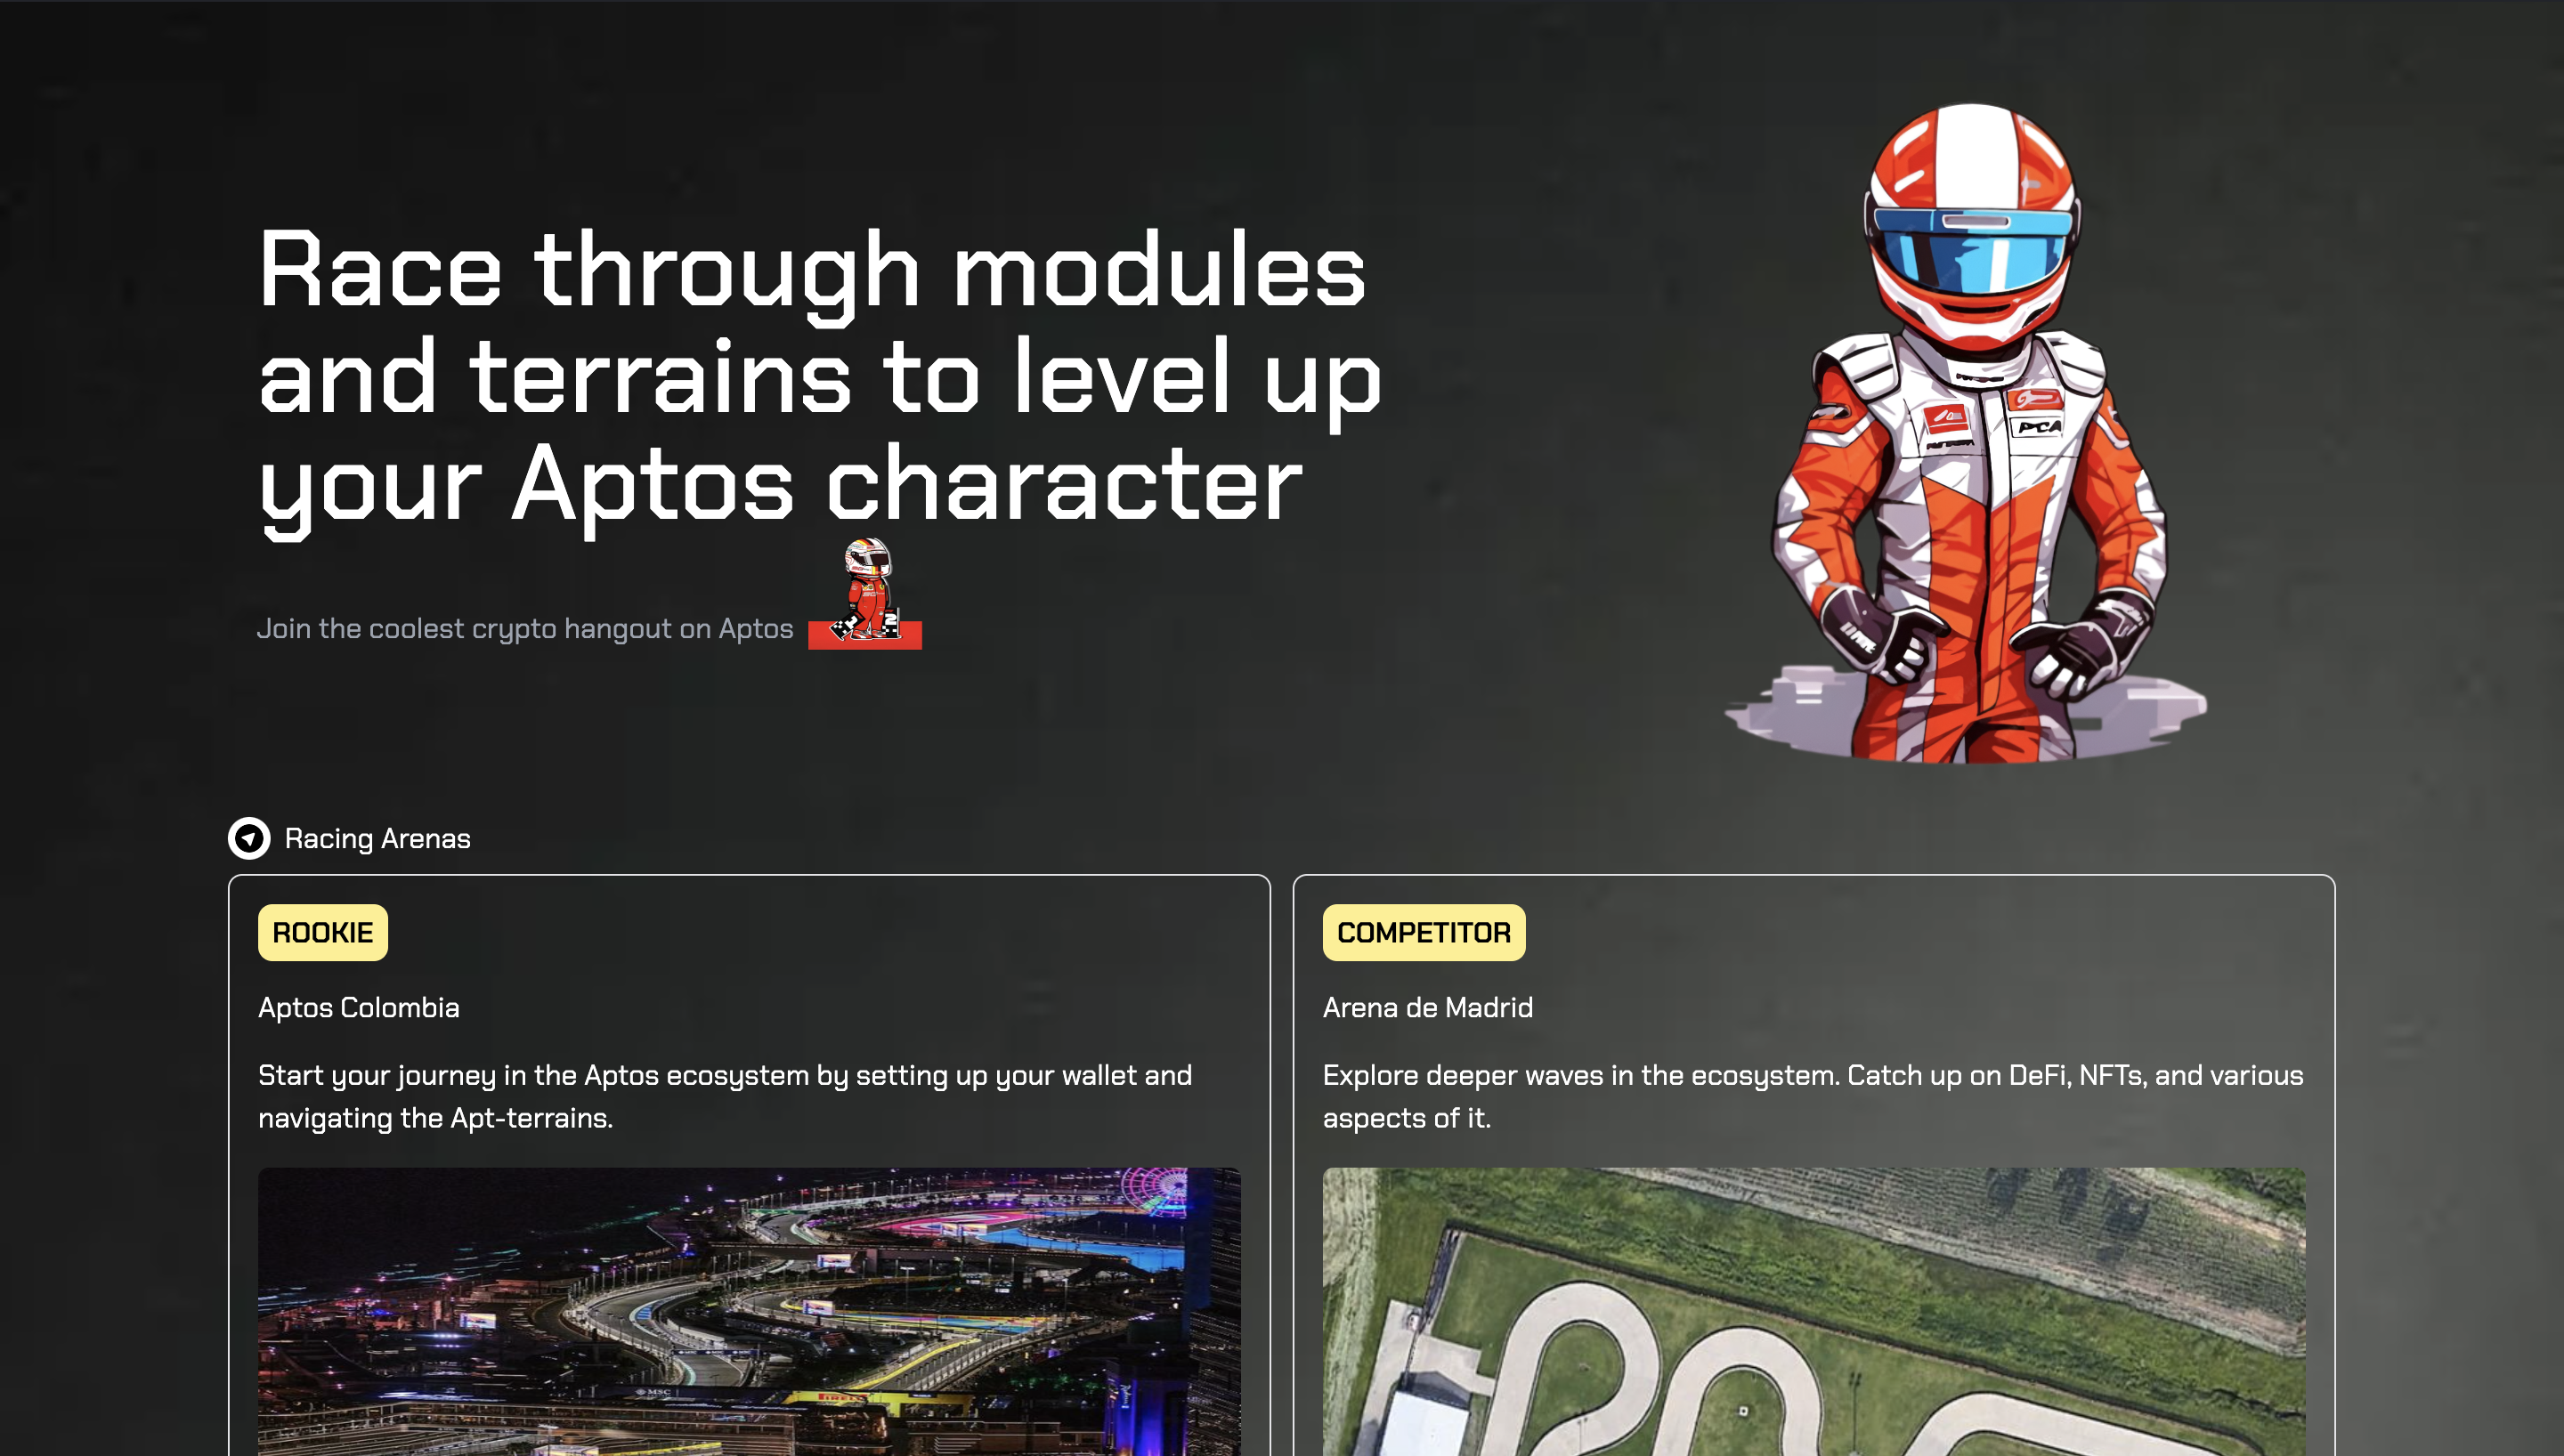 Race through modules
and terrains to level up
your Aptos character
Join the coolest crypto hangout on Aptos
Racing Arenas
ROOKIE
Aptos Colombia
Start your journey in the Aptos ecosystem by setting up your wallet and
navigating the Apt-terrains.
COMPETITOR
Arena de Madrid
Explore deeper waves in the ecosystem. Catch up on DeFi, NFTs, and various
aspects of it.
MSC
PIRELLI